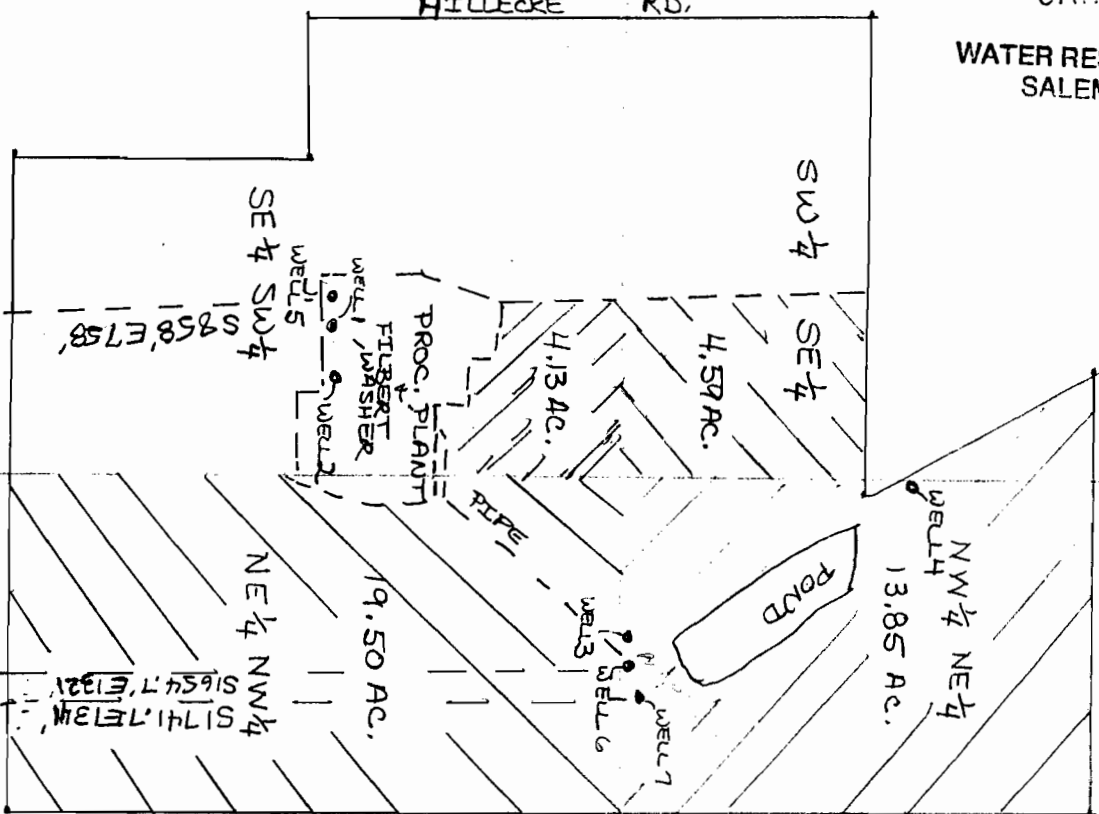 HILLECKE RD.
WATER RES
SALEM
SW ¼
SE ¼
SE ¼ SW ¼
S858' E758'
WELL 5
WELL 1
WELL 2
FILBERT
WASHER
+
PROC. PLANT
4.13 AC.
4.59 AC.
PIPE
POND
WELL 4
NW ¼ NE ¼
13.85 AC.
WELL 3
WELL 6
WELL 7
NE ¼ NW ¼
19.50 AC.
S1654.7' E1321'